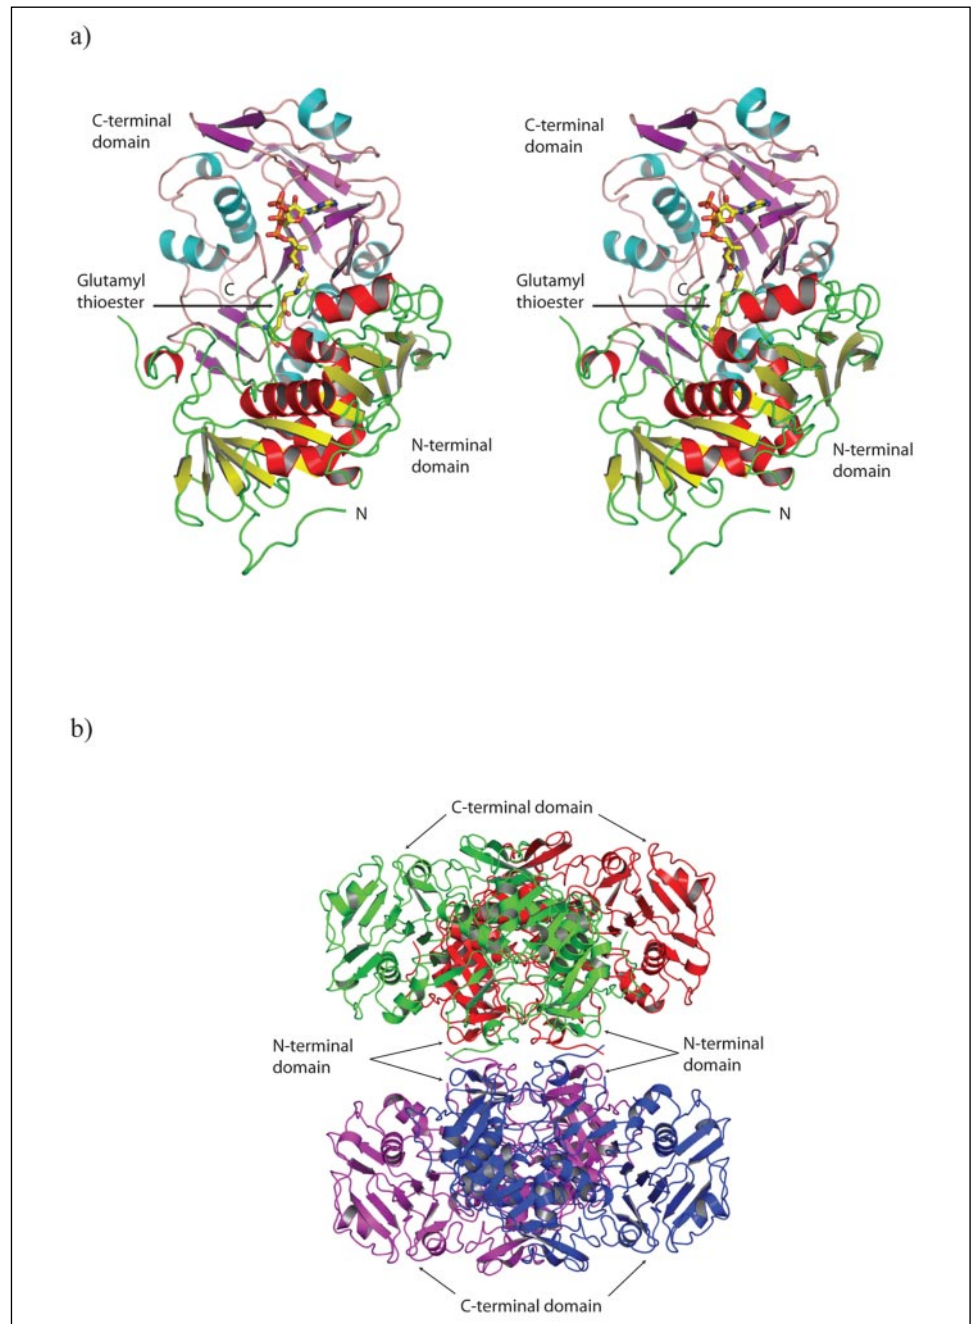 a)
C-terminal
domain
C-terminal
domain
Glutamyl
thioester
C
Glutamyl
thioester
C
N-terminal
domain
N-terminal
domain
N
N
b)
C-terminal domain
N-terminal
domain
N-terminal
domain
C-terminal domain